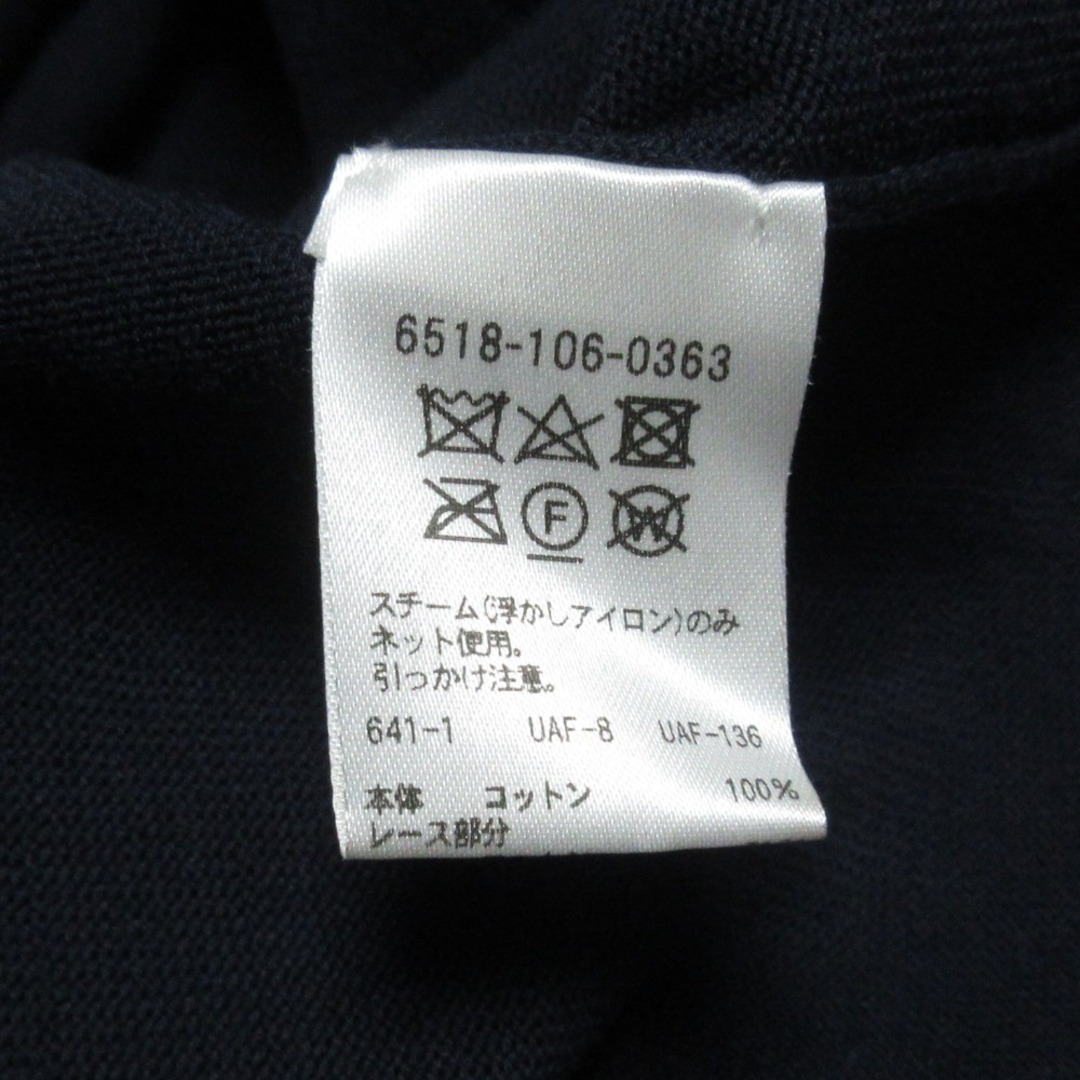 6518-106-0363
F
W
スチーム(浮かしアイロン)のみ
ネット使用。
引っかけ注意。
641-1 UAF-8 UAF-136
本体 コットン 100%
レース部分